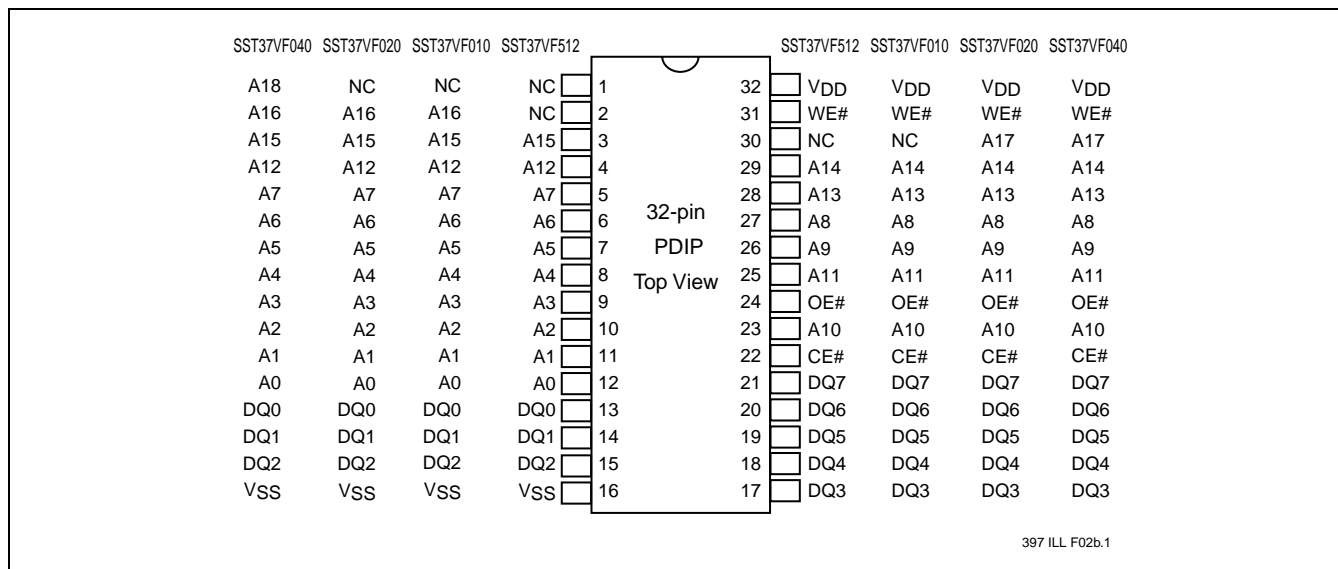 SST37VF040 SST37VF020 SST37VF010 SST37VF512 SST37VF512 SST37VF010 SST37VF020 SST37VF040
A18 NC NC NC 1 32 VDD VDD VDD VDD
A16 A16 A16 NC 2 31 WE# WE# WE# WE#
A15 A15 A15 A15 3 30 NC NC A17 A17
A12 A12 A12 A12 4 29 A14 A14 A14 A14
A7 A7 A7 A7 5 28 A13 A13 A13 A13
A6 A6 A6 A6 6 32-pin 27 A8 A8 A8 A8
A5 A5 A5 A5 7 PDIP 26 A9 A9 A9 A9
A4 A4 A4 A4 8 Top View 25 A11 A11 A11 A11
A3 A3 A3 A3 9 24 OE# OE# OE# OE#
A2 A2 A2 A2 10 23 A10 A10 A10 A10
A1 A1 A1 A1 11 22 CE# CE# CE# CE#
A0 A0 A0 A0 12 21 DQ7 DQ7 DQ7 DQ7
DQ0 DQ0 DQ0 DQ0 13 20 DQ6 DQ6 DQ6 DQ6
DQ1 DQ1 DQ1 DQ1 14 19 DQ5 DQ5 DQ5 DQ5
DQ2 DQ2 DQ2 DQ2 15 18 DQ4 DQ4 DQ4 DQ4
VSS VSS VSS VSS 16 17 DQ3 DQ3 DQ3 DQ3
397 ILL F02b.1